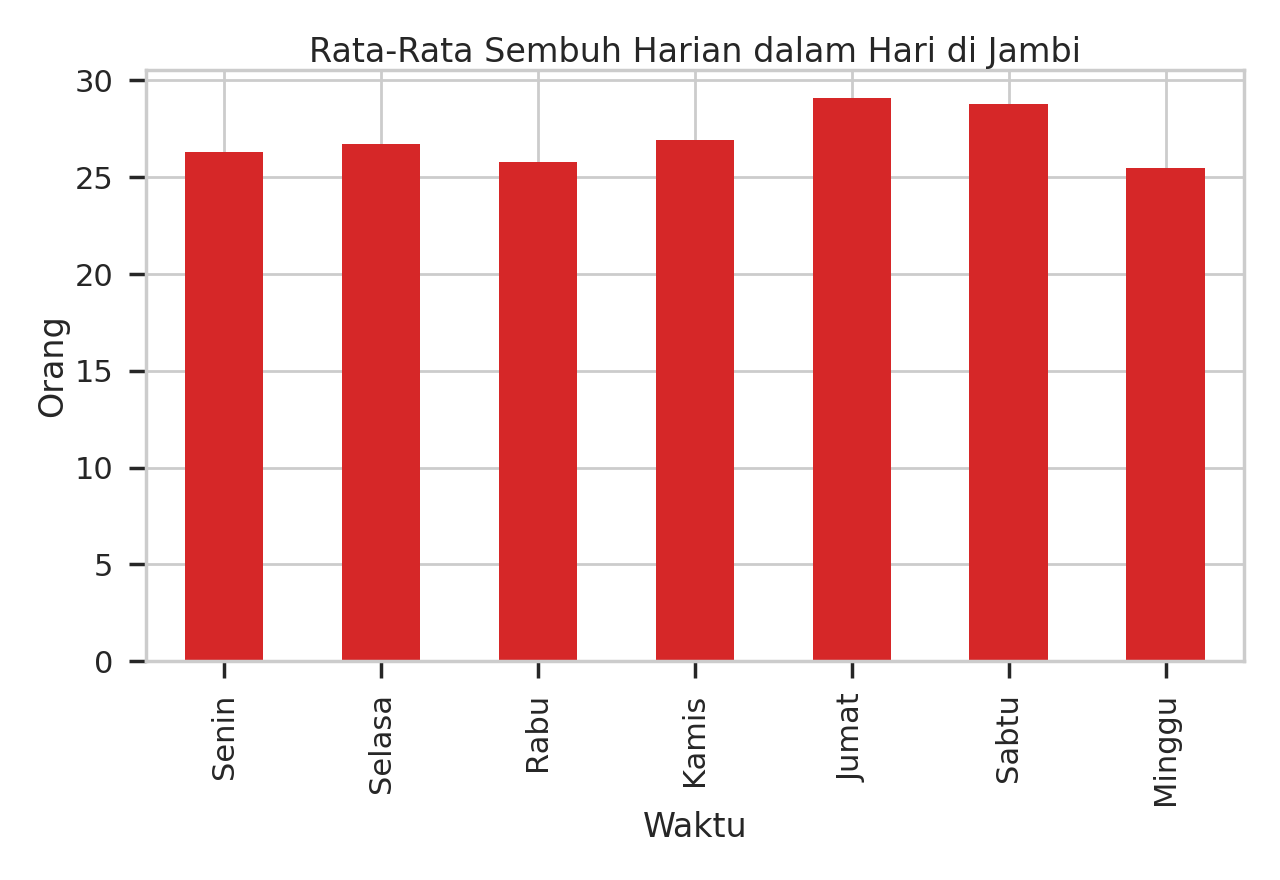 Rata-Rata Sembuh Harian dalam Hari di Jambi
30
25
20
15
10
5
0
Orang
Senin
Selasa
Rabu
Kamis
Jumat
Sabtu
Minggu
Waktu